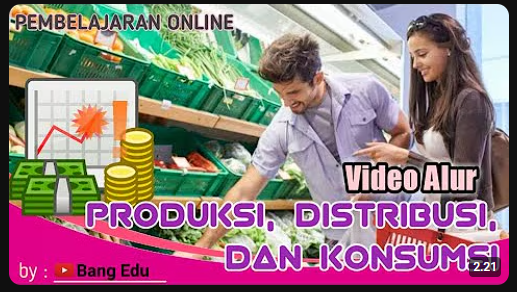 PEMBELAJARAN ONLINE
Video Alur
PRODUKSI, DISTRIBUSI,
DAN KONSUMSI
by : Bang Edu
2.21